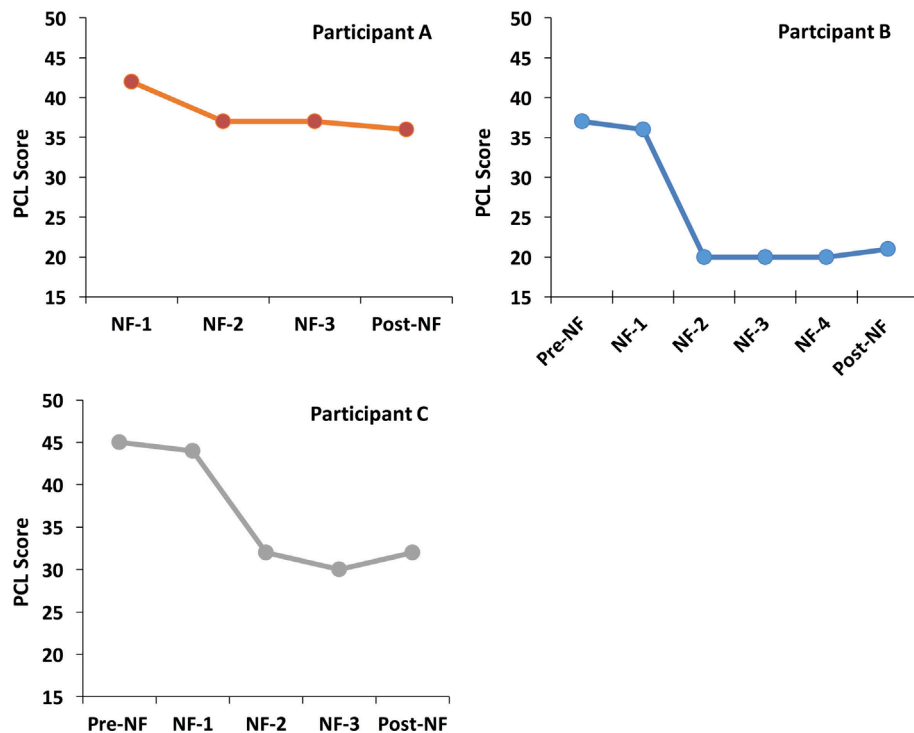 Participant A
PCL Score
50
45
40
35
30
25
20
15
NF-1 NF-2 NF-3 Post-NF
Partcipant B
PCL Score
50
45
40
35
30
25
20
15
Pre-NF NF-1 NF-2 NF-3 NF-4 Post-NF
Participant C
PCL Score
50
45
40
35
30
25
20
15
Pre-NF NF-1 NF-2 NF-3 Post-NF